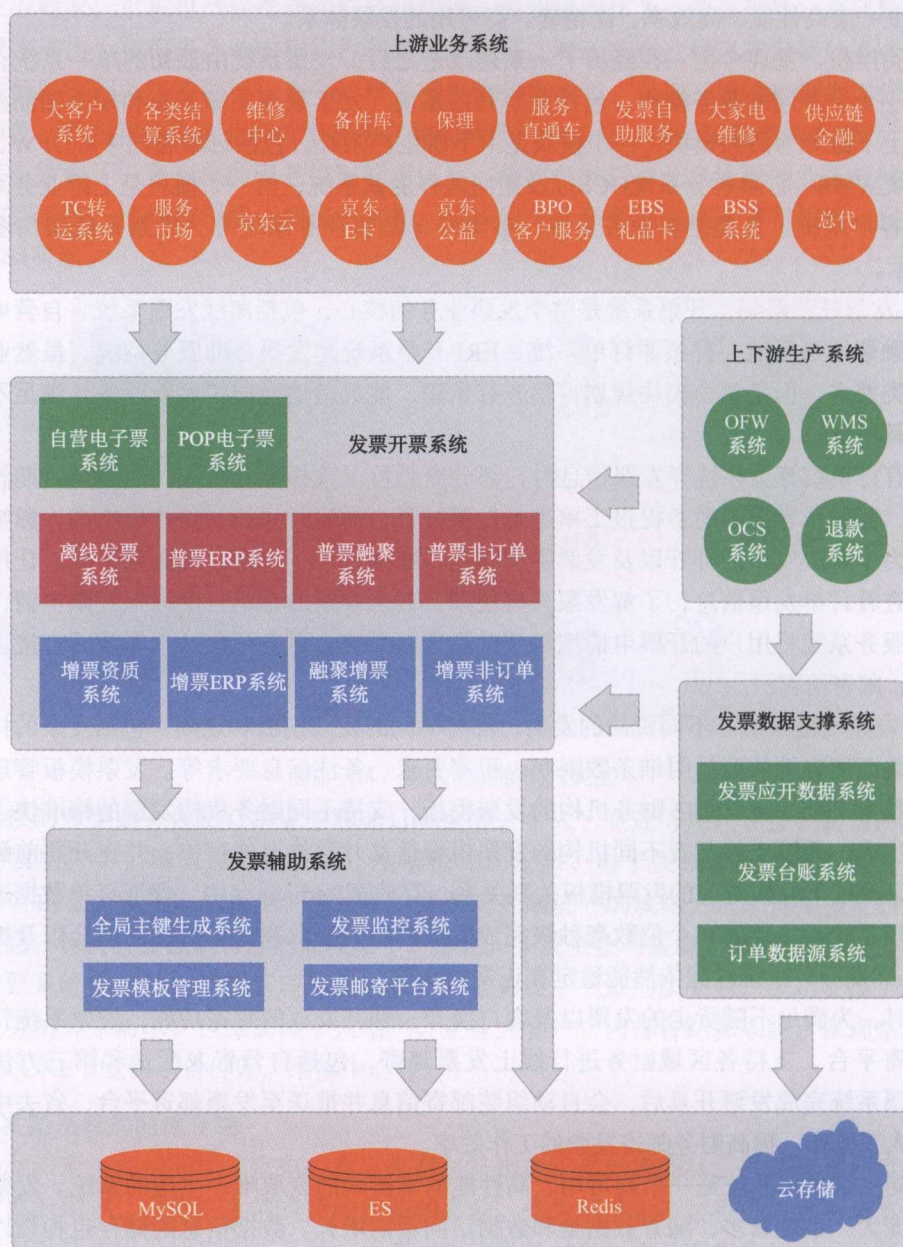 上游业务系统
大客户
系统
各类结
算系统
维修
中心
备件库
保理
服务
直通车
发票自
助服务
大家电
维修
供应链
金融
TC转
运系统
服务
市场
京东云
京东
E卡
京东
公益
BPO
客户服务
EBS
礼品卡
BSS
系统
总代
发票开票系统
自营电子票
系统
POP电子票
系统
离线发票
系统
普票ERP系统
普票融聚
系统
普票非订单
系统
增票资质
系统
增票ERP系统
融聚增票
系统
增票非订单
系统
上下游生产系统
OFW
系统
WMS
系统
OCS
系统
退款
系统
发票数据支撑系统
发票应开数据系统
发票台账系统
订单数据源系统
发票辅助系统
全局主键生成系统
发票监控系统
发票模板管理系统
发票邮寄平台系统
MySQL
ES
Redis
云存储